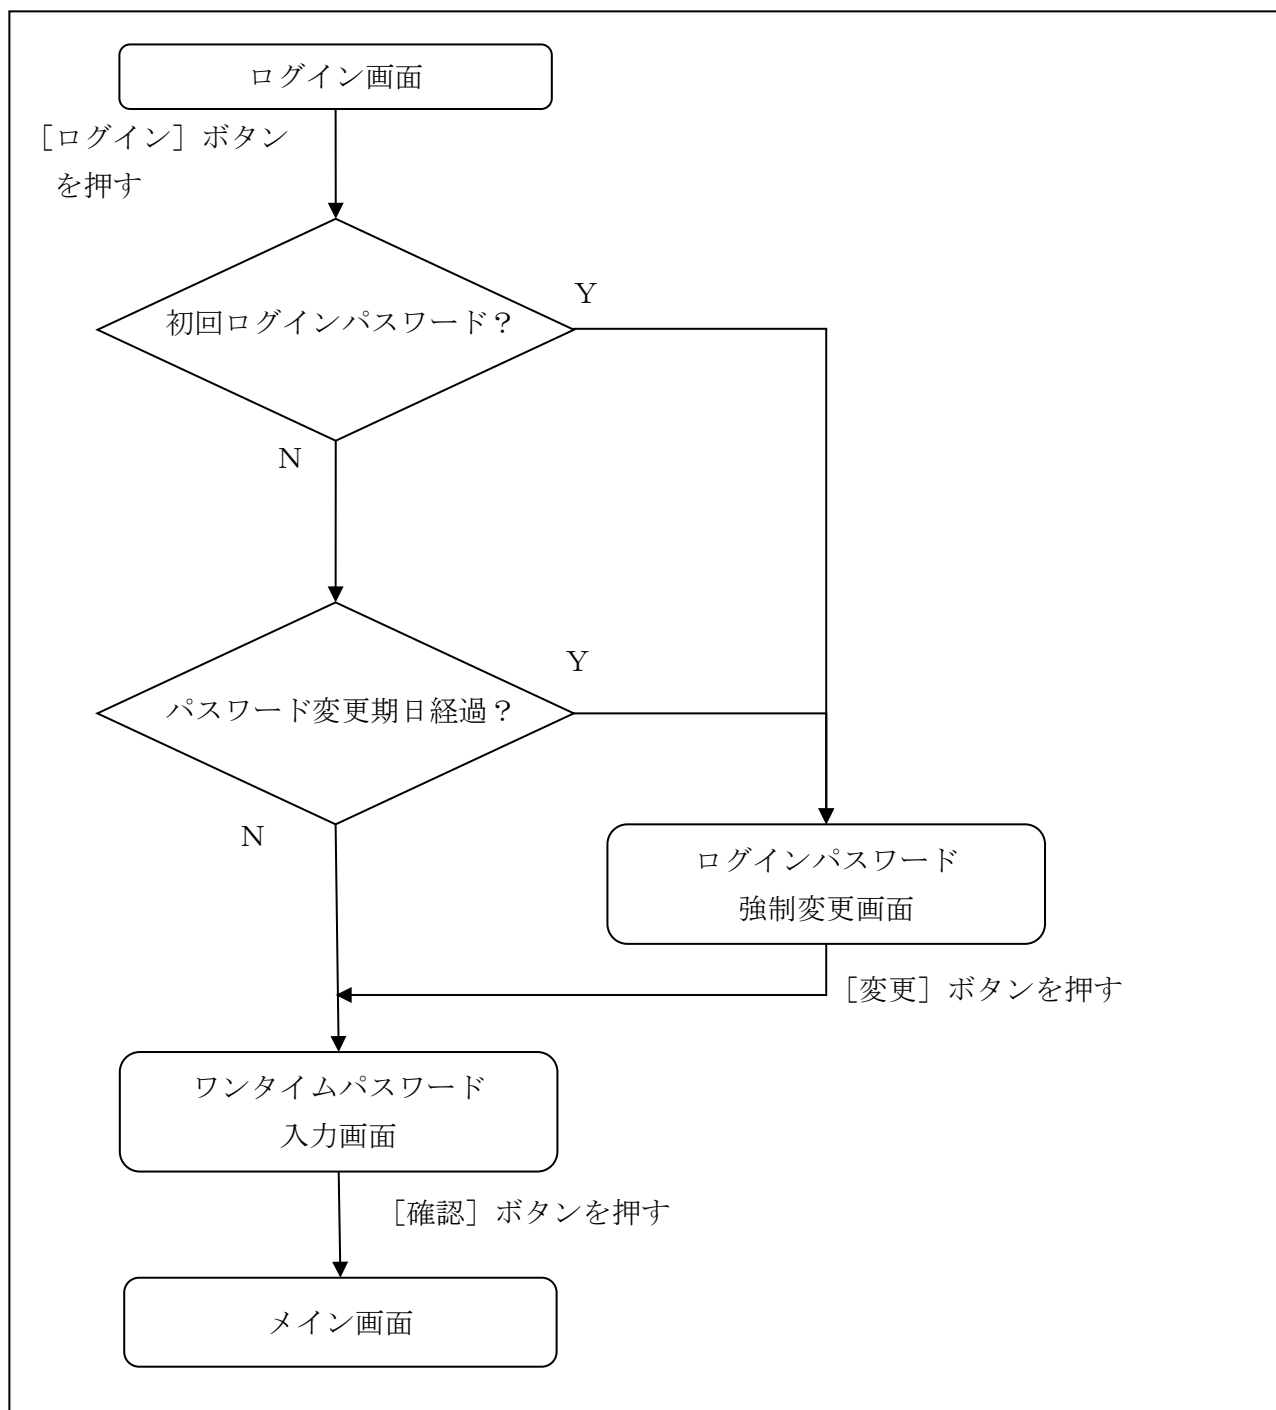 ログイン画面
［ログイン］ボタン
を押す
Ｙ
初回ログインパスワード？
Ｎ
Ｙ
パスワード変更期日経過？
Ｎ
ログインパスワード
強制変更画面
［変更］ボタンを押す
ワンタイムパスワード
入力画面
［確認］ボタンを押す
メイン画面